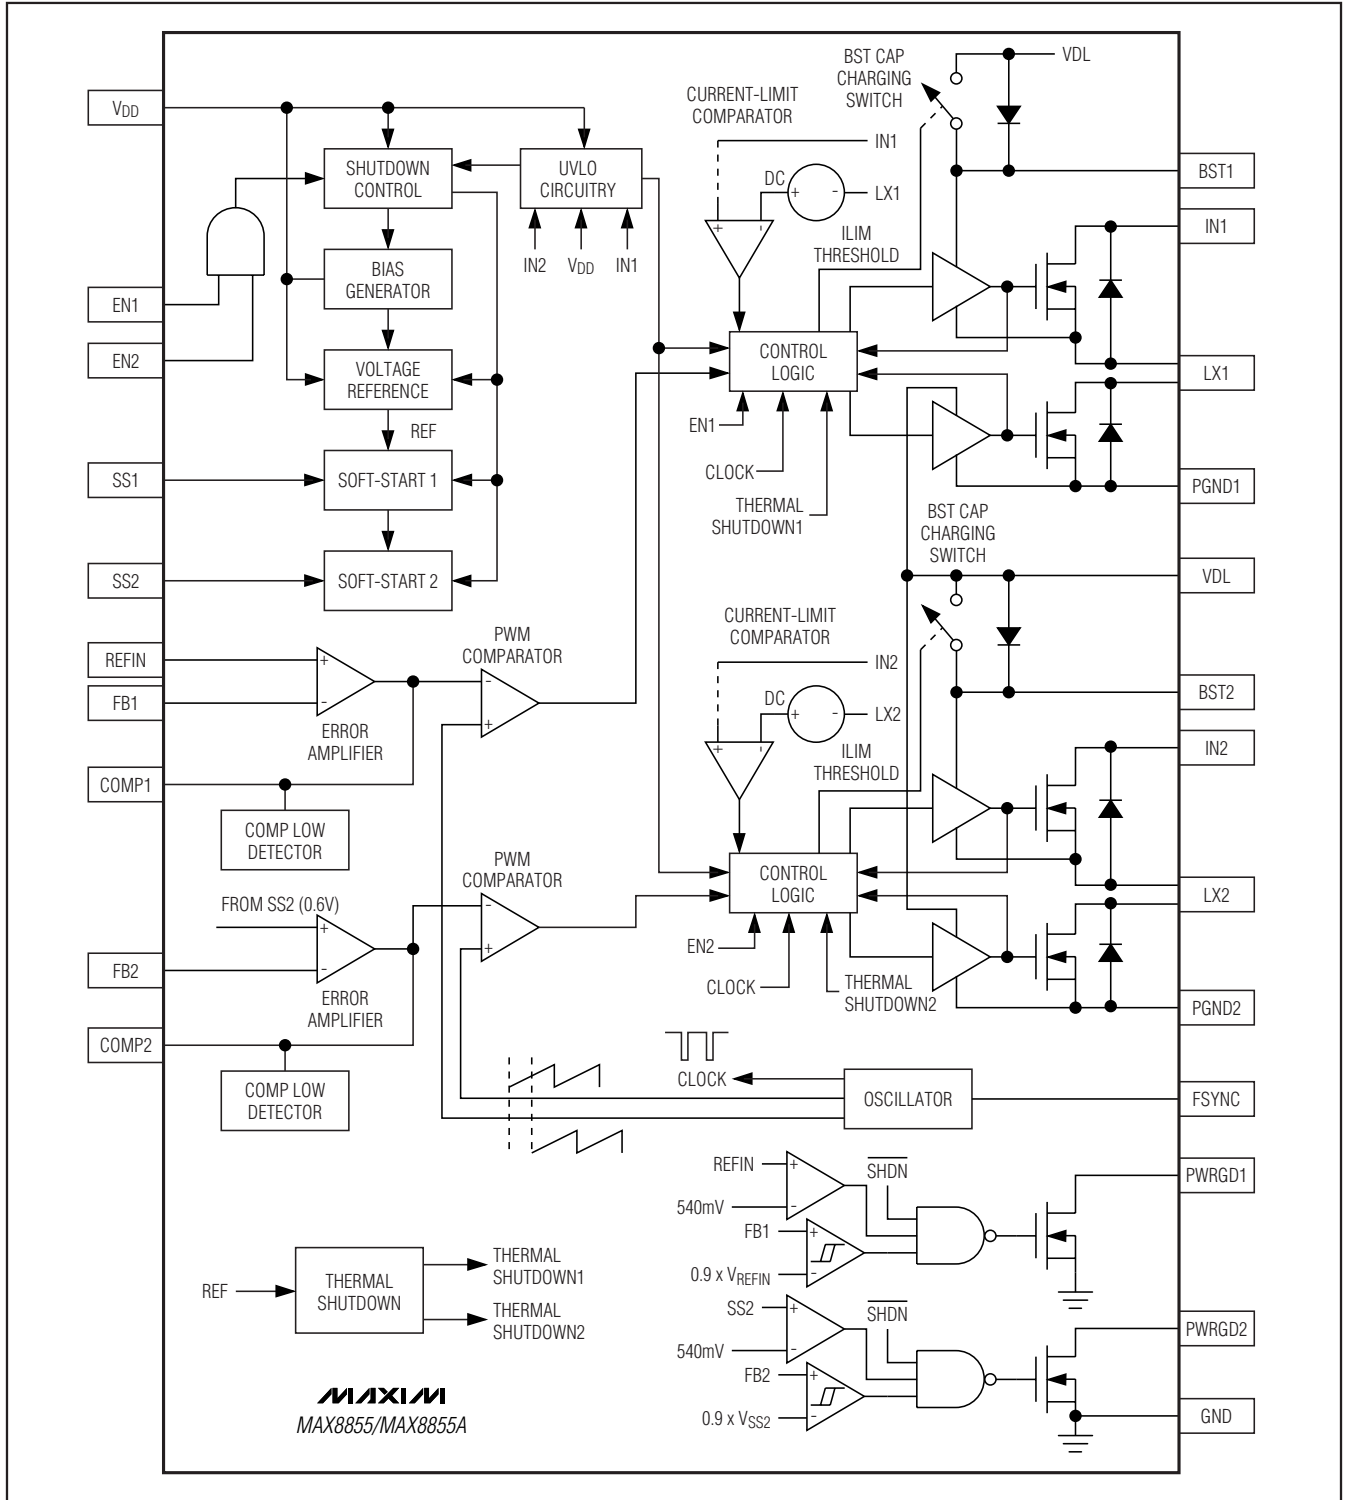 VDD
EN1
EN2
SS1
SS2
REFIN
FB1
COMP1
FB2
COMP2
SHUTDOWN
CONTROL
UVLO
CIRCUITRY
IN2
VDD
IN1
BIAS
GENERATOR
VOLTAGE
REFERENCE
REF
SOFT-START 1
SOFT-START 2
+
-
ERROR
AMPLIFIER
PWM
COMPARATOR
-
+
COMP LOW
DETECTOR
FROM SS2 (0.6V)
+
-
ERROR
AMPLIFIER
PWM
COMPARATOR
-
+
COMP LOW
DETECTOR
CURRENT-LIMIT
COMPARATOR
IN1
DC
+
-
LX1
+
-
ILIM
THRESHOLD
BST CAP
CHARGING
SWITCH
VDL
CONTROL
LOGIC
EN1
CLOCK
THERMAL
SHUTDOWN1
BST CAP
CHARGING
SWITCH
CURRENT-LIMIT
COMPARATOR
IN2
DC
+
-
LX2
+
-
ILIM
THRESHOLD
CONTROL
LOGIC
EN2
CLOCK
THERMAL
SHUTDOWN2
CLOCK
OSCILLATOR
REFIN
+
540mV
-
SHDN
FB1
+
0.9 x VREFIN
-
SS2
+
540mV
-
SHDN
FB2
+
0.9 x VSS2
-
REF
THERMAL
SHUTDOWN
THERMAL
SHUTDOWN1
THERMAL
SHUTDOWN2
MAXIM
MAX8855/MAX8855A
BST1
IN1
LX1
PGND1
VDL
BST2
IN2
LX2
PGND2
FSYNC
PWRGD1
PWRGD2
GND